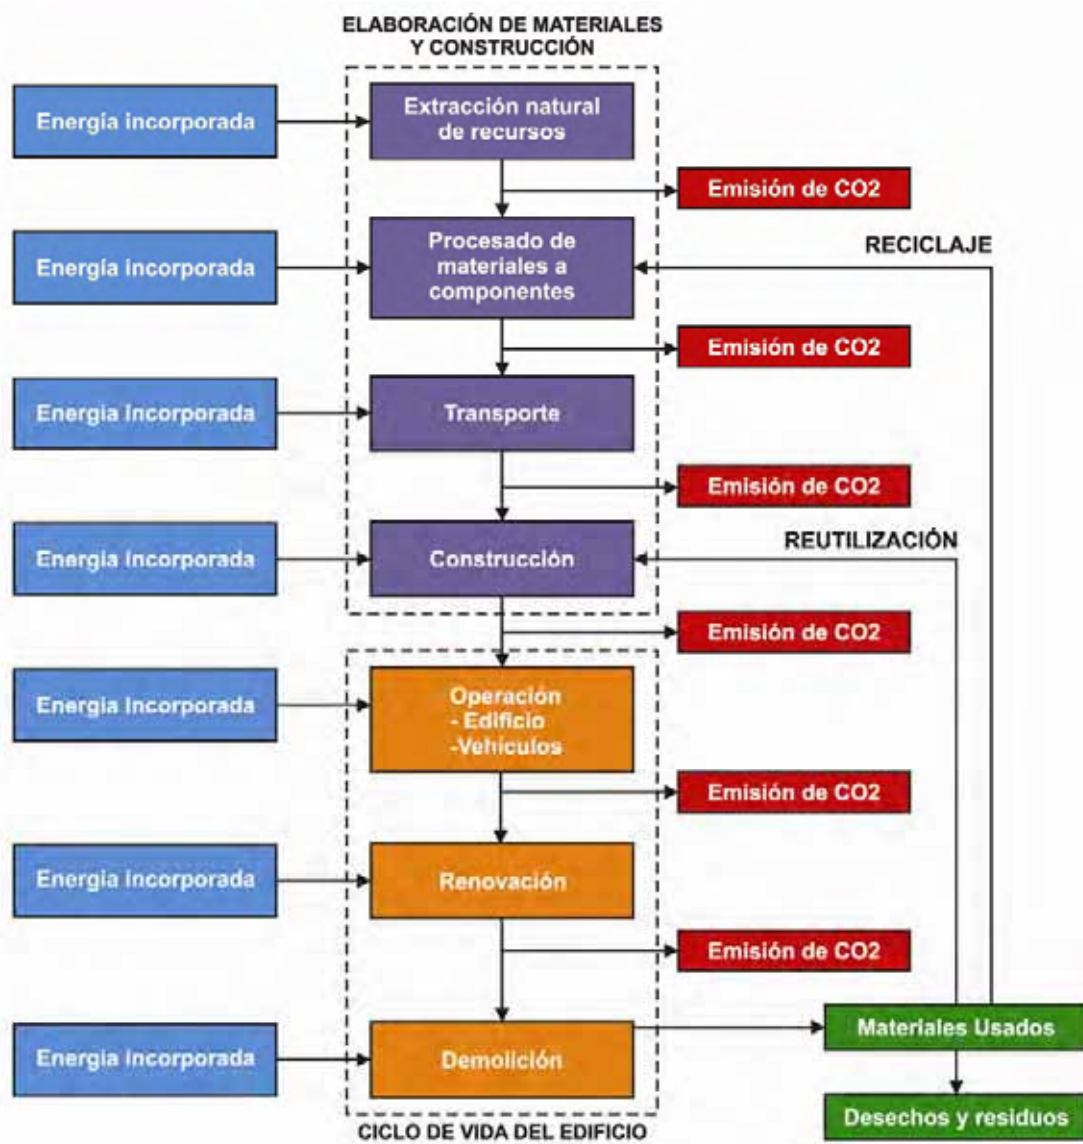 ELABORACIÓN DE MATERIALES
Y CONSTRUCCIÓN
Energía incorporada
Extracción natural
de recursos
Emisión de CO2
Energía incorporada
Procesado de
materiales a
componentes
RECICLAJE
Emisión de CO2
Energía incorporada
Transporte
Emisión de CO2
Energía incorporada
Construcción
REUTILIZACIÓN
Emisión de CO2
Energía incorporada
Operación
- Edificio
-Vehículos
Emisión de CO2
Energía incorporada
Renovación
Emisión de CO2
Energía incorporada
Demolición
Materiales Usados
Desechos y residuos
CICLO DE VIDA DEL EDIFICIO